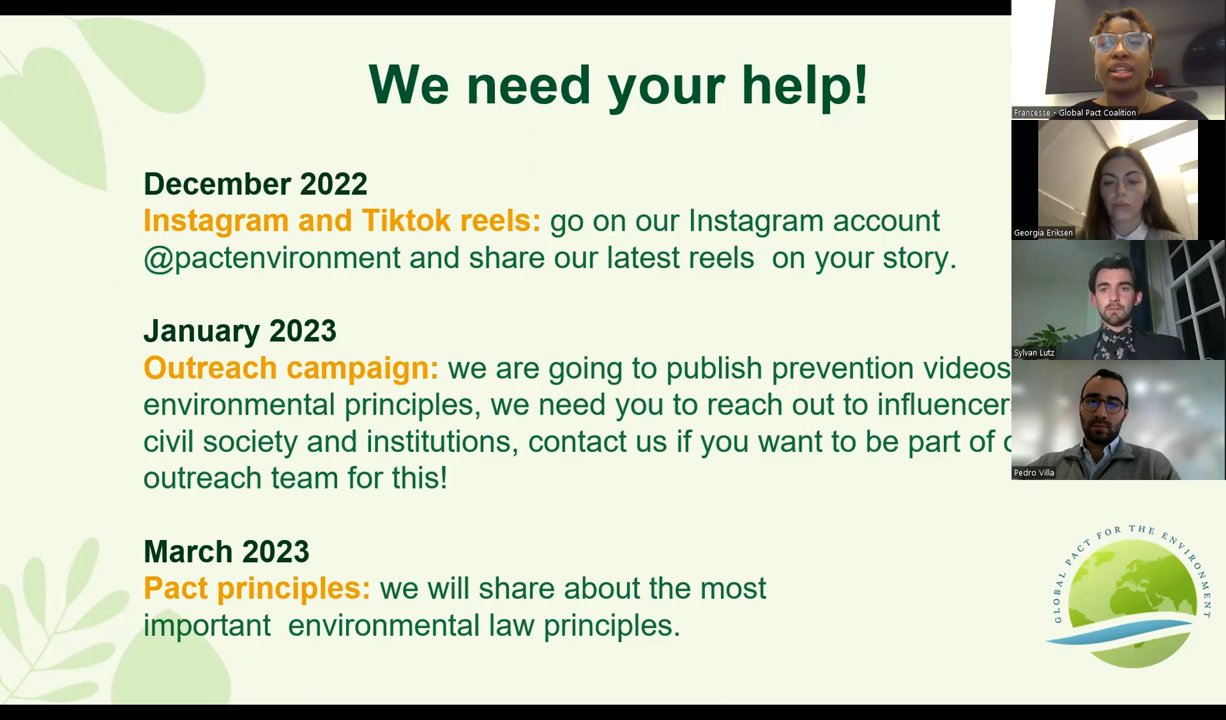 We need your help!
December 2022
Instagram and Tiktok reels: go on our Instagram account
@pactenvironment and share our latest reels  on your story.
January 2023
Outreach campaign: we are going to publish prevention videos
environmental principles, we need you to reach out to
civil society and institutions, contact us if you want to be part of
outreach team for this!
March 2023
Pact principles: we will share about the most
important  environmental law principles.
Francesse - Global Pact Coalition
Georgia Eriksen
Sylvan Lutz
Pedro Villa
GLOBAL PACT FOR THE ENVIRONMENT